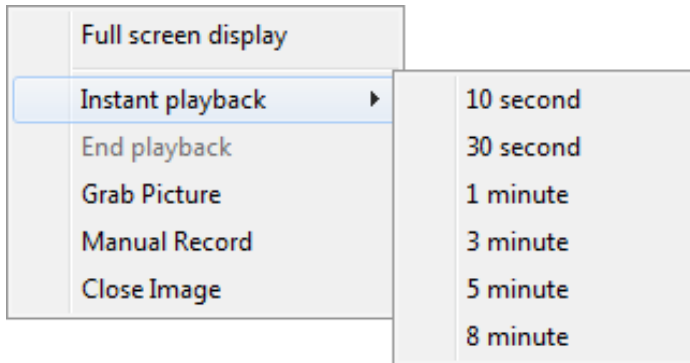 Full screen display
Instant playback
End playback
Grab Picture
Manual Record
Close Image
10 second
30 second
1 minute
3 minute
5 minute
8 minute